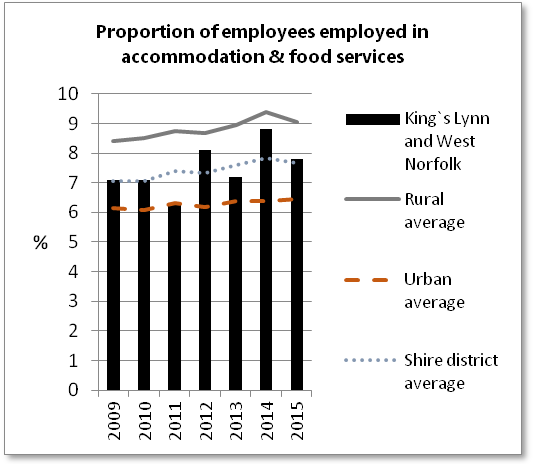 Proportion of employees employed in
accommodation & food services
10
9
8
7
6
5
4
3
2
1
0
%
2009
2010
2011
2012
2013
2014
2015
King`s Lynn
and West
Norfolk
Rural
average
Urban
average
Shire district
average